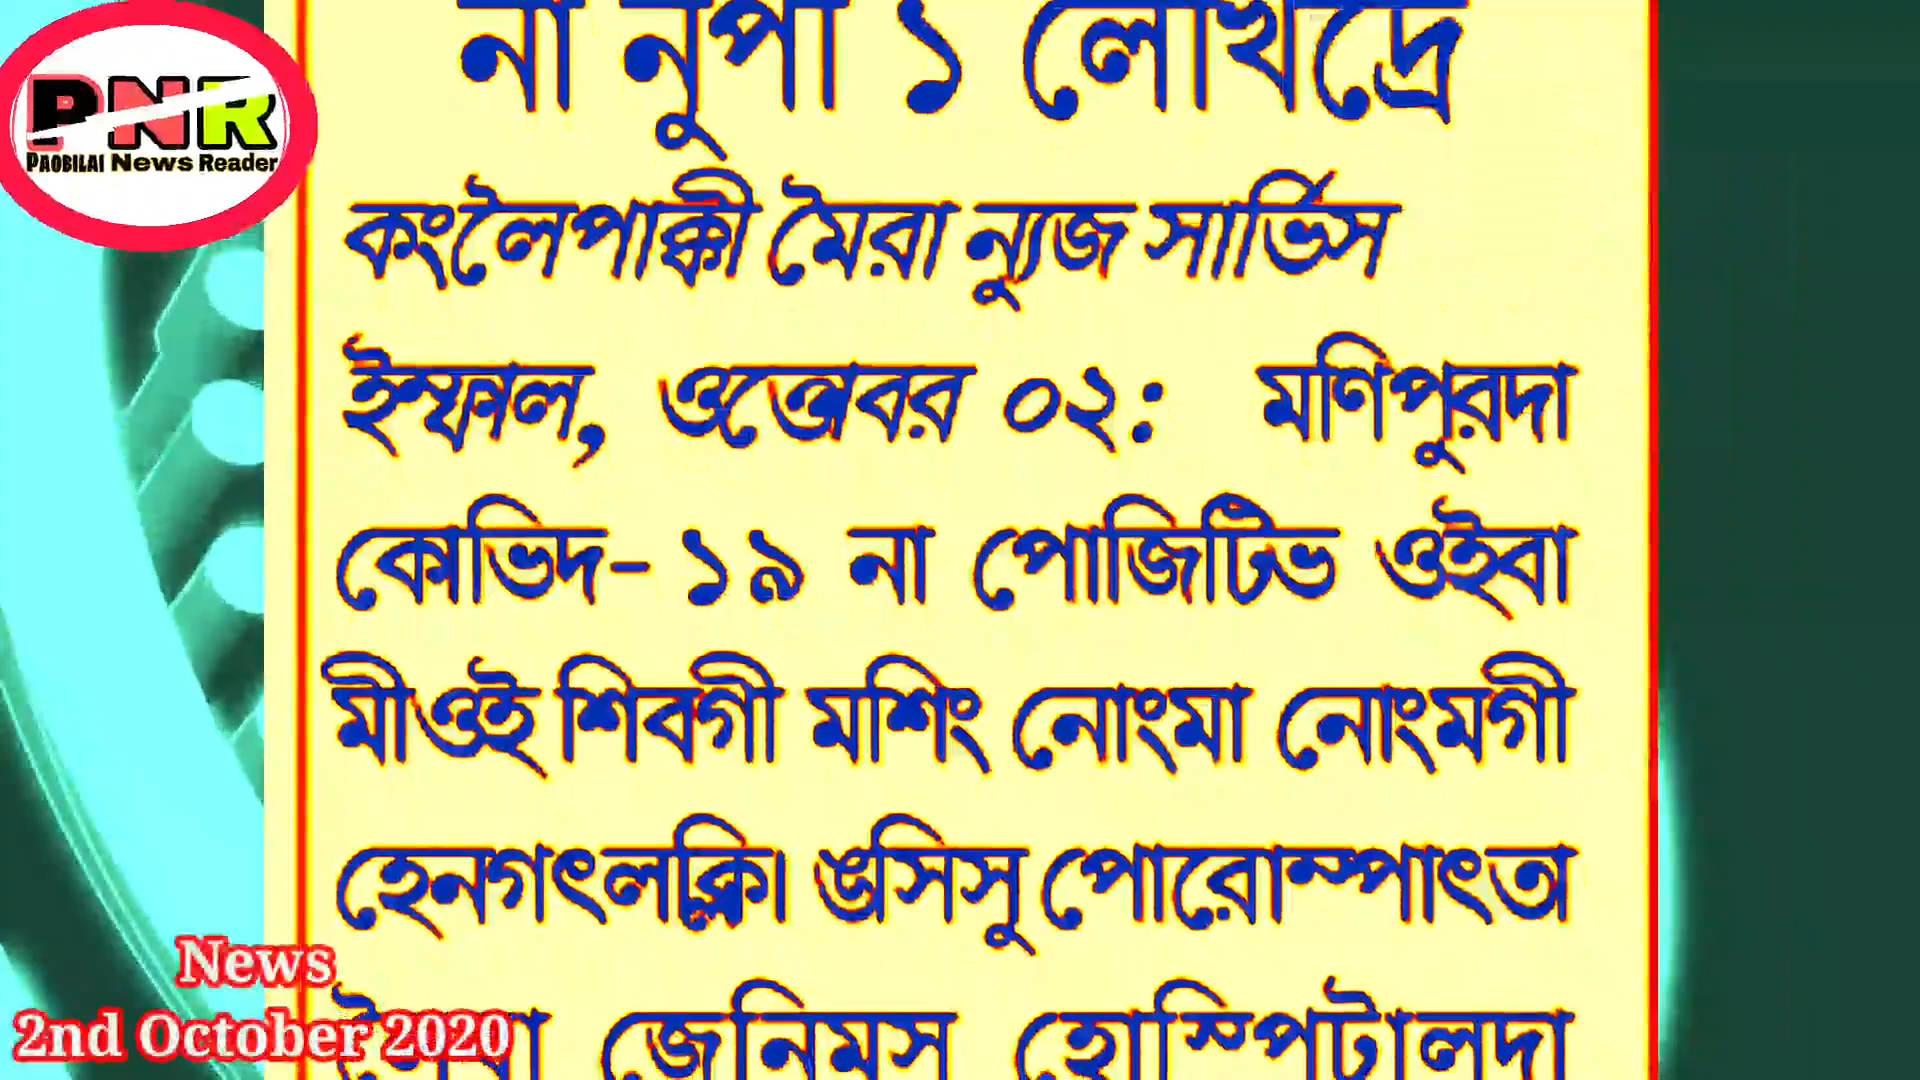 না নুপা ১ লৌখদ্রে
PNR
PAOBILAI News Reader
কংলৈপাক্কী মৈরা ন্যুজ সার্ভিস
ইম্ফাল, ওক্তোবর ০২: মণিপুরদা
কোভিদ- ১৯ না পোজিটিভ ওইবা
মীওই শিবগী মশিং নোংমা নোংমগী
হেনগৎলক্লি। ঙসিসু পোরোম্পাৎতা
জেনিমস হোস্পিটালদা
News
2nd October 2020